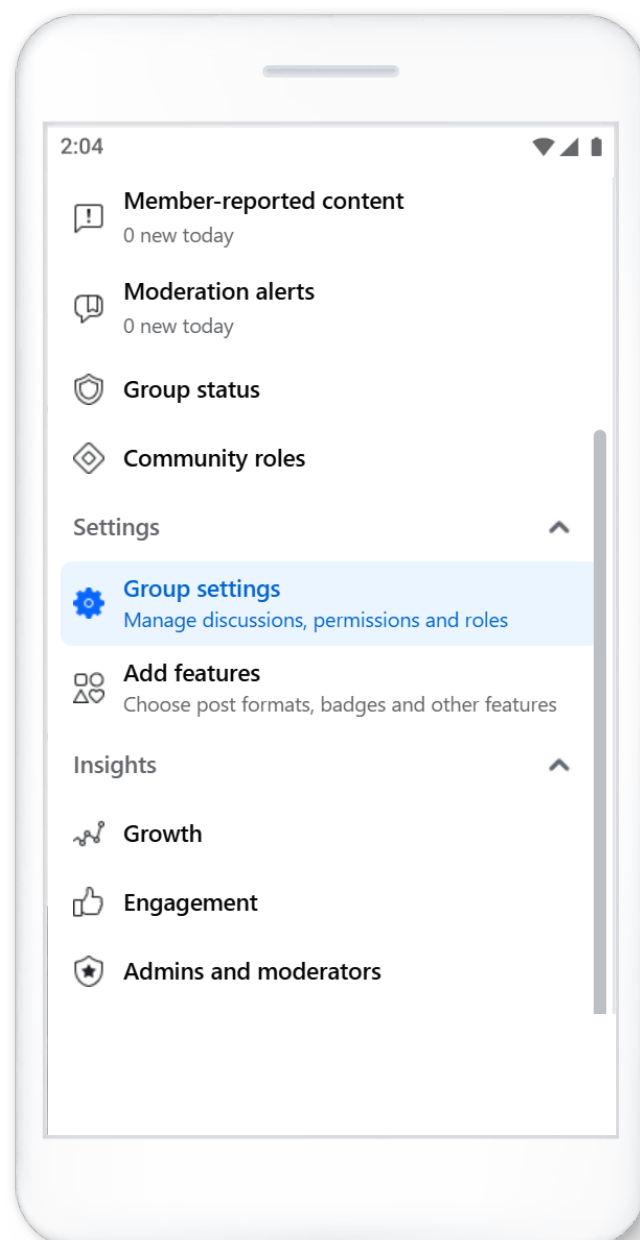 2:04
Member-reported content
0 new today
Moderation alerts
0 new today
Group status
Community roles
Settings
Group settings
Manage discussions, permissions and roles
Add features
Choose post formats, badges and other features
Insights
Growth
Engagement
Admins and moderators